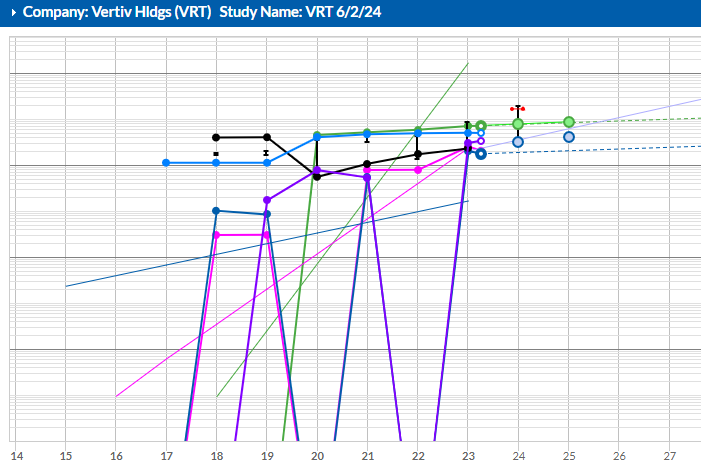 Company: Vertiv Hldgs (VRT) Study Name: VRT 6/2/24
14 15 16 17 18 19 20 21 22 23 24 25 26 27